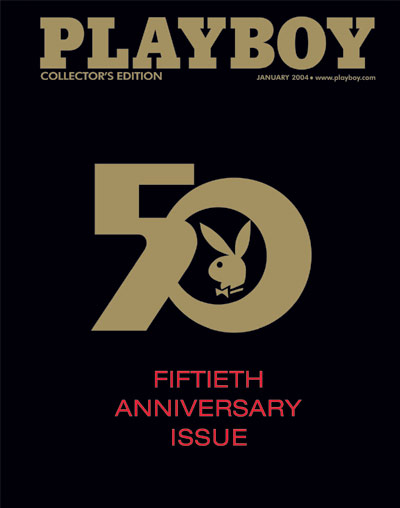 PLAYBOY
COLLECTOR'S EDITION JANUARY 2004 • www.playboy.com
50
FIFTIETH
ANNIVERSARY
ISSUE